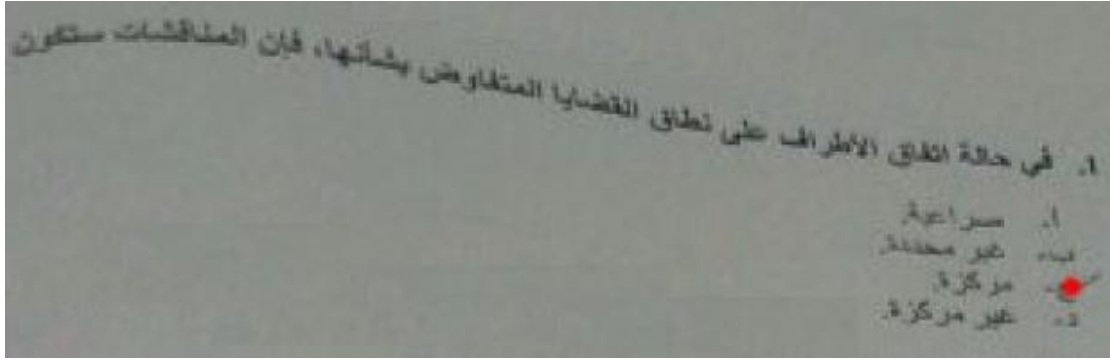 1. في حالة اتفاق الأطراف على نطاق القضايا المتفاوض بشأنها، فإن المناقشات ستكون
أ. صراعية.
ب. غير محددة.
ج. مركزة.
د. غير مركزة.